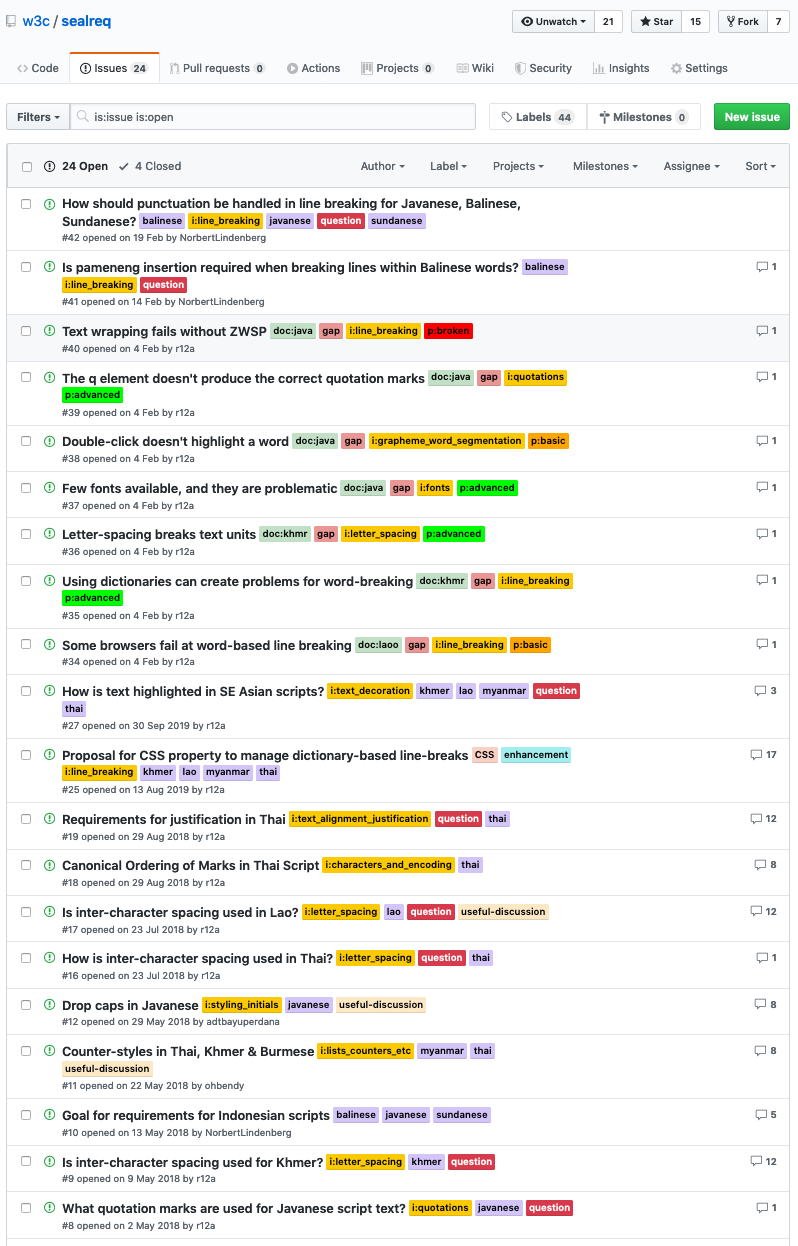 w3c / sealreq
Unwatch 21 Star 15 Fork 7
Code Issues 24 Pull requests 0 Actions Projects 0 Wiki Security Insights Settings
Filters is:issue is:open Labels 44 Milestones 0 New issue
24 Open 4 Closed Author Label Projects Milestones Assignee Sort
How should punctuation be handled in line breaking for Javanese, Balinese,
Sundanese? balinese i:line_breaking javanese question sundanese
#42 opened on 19 Feb by NorbertLindenberg
Is pameneng insertion required when breaking lines within Balinese words? balinese 1
i:line_breaking question
#41 opened on 14 Feb by NorbertLindenberg
Text wrapping fails without ZWSP doc:java gap i:line_breaking p:broken 1
#40 opened on 4 Feb by r12a
The q element doesn't produce the correct quotation marks doc:java gap i:quotations 1
p:advanced
#39 opened on 4 Feb by r12a
Double-click doesn't highlight a word doc:java gap i:grapheme_word_segmentation p:basic 1
#38 opened on 4 Feb by r12a
Few fonts available, and they are problematic doc:java gap i:fonts p:advanced 1
#37 opened on 4 Feb by r12a
Letter-spacing breaks text units doc:khmr gap i:letter_spacing p:advanced 1
#36 opened on 4 Feb by r12a
Using dictionaries can create problems for word-breaking doc:khmr gap i:line_breaking 1
p:advanced
#35 opened on 4 Feb by r12a
Some browsers fail at word-based line breaking doc:laoo gap i:line_breaking p:basic 1
#34 opened on 4 Feb by r12a
How is text highlighted in SE Asian scripts? i:text_decoration khmer lao myanmar question 3
thai
#27 opened on 30 Sep 2019 by r12a
Proposal for CSS property to manage dictionary-based line-breaks CSS enhancement 17
i:line_breaking khmer lao myanmar thai
#25 opened on 13 Aug 2019 by r12a
Requirements for justification in Thai i:text_alignment_justification question thai 12
#19 opened on 29 Aug 2018 by r12a
Canonical Ordering of Marks in Thai Script i:characters_and_encoding thai 8
#18 opened on 29 Aug 2018 by r12a
Is inter-character spacing used in Lao? i:letter_spacing lao question useful-discussion 12
#17 opened on 23 Jul 2018 by r12a
How is inter-character spacing used in Thai? i:letter_spacing question thai 1
#16 opened on 23 Jul 2018 by r12a
Drop caps in Javanese i:styling_initials javanese useful-discussion 8
#12 opened on 29 May 2018 by adtbayuperdana
Counter-styles in Thai, Khmer & Burmese i:lists_counters_etc myanmar thai 8
useful-discussion
#11 opened on 22 May 2018 by ohbendy
Goal for requirements for Indonesian scripts balinese javanese sundanese 5
#10 opened on 13 May 2018 by NorbertLindenberg
Is inter-character spacing used for Khmer? i:letter_spacing khmer question 12
#9 opened on 9 May 2018 by r12a
What quotation marks are used for Javanese script text? i:quotations javanese question 1
#8 opened on 2 May 2018 by r12a